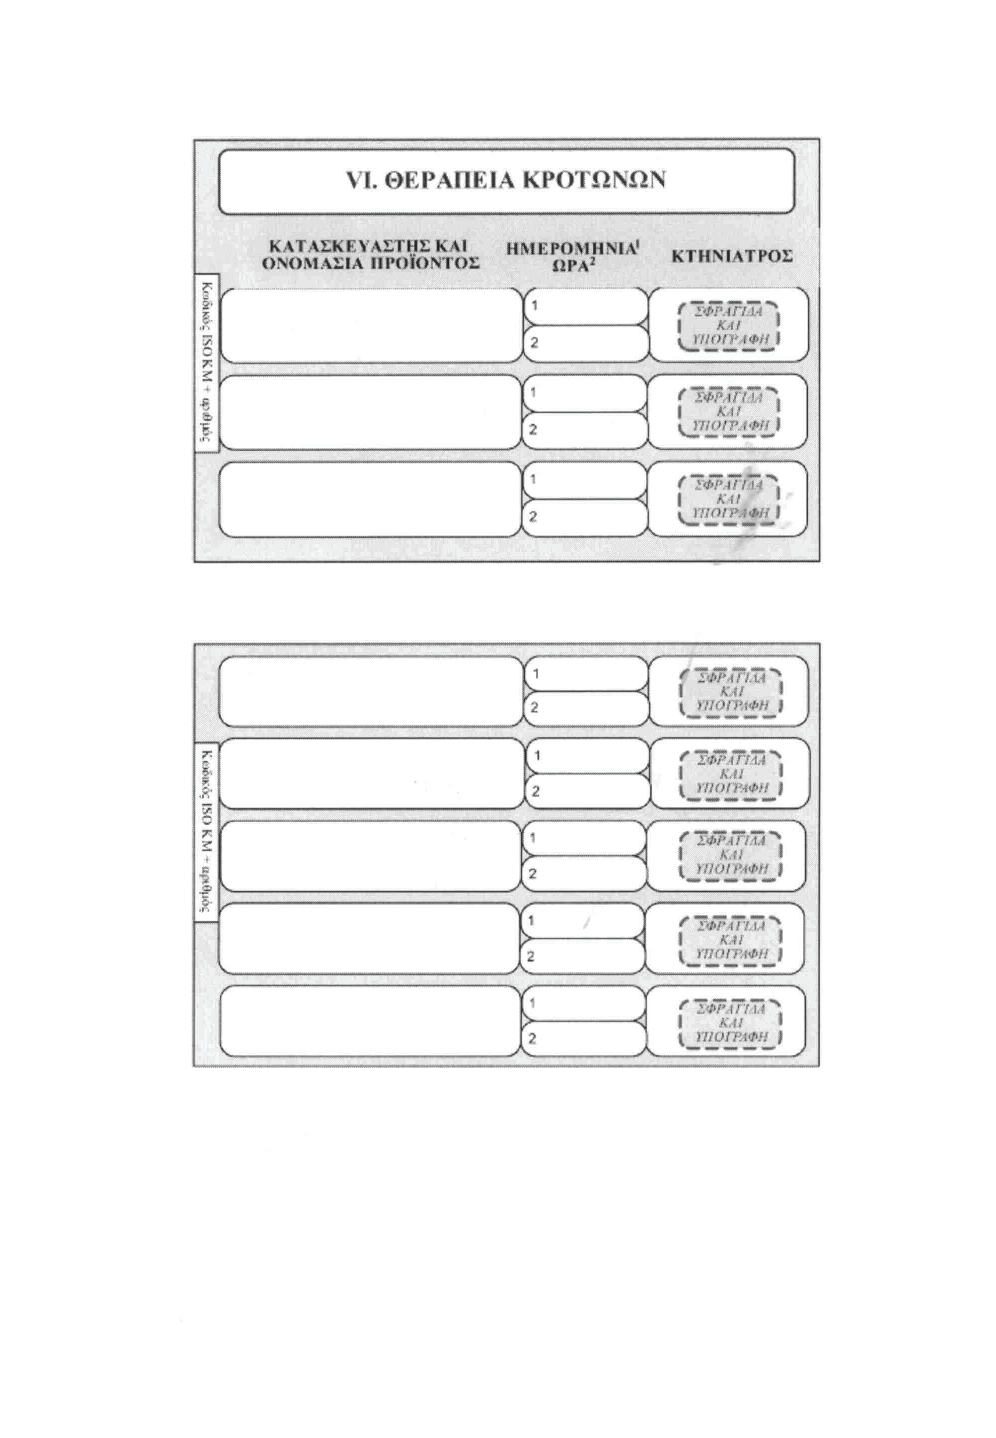 VI. ΘΕΡΑΠΕΙΑ ΚΡΟΤΩΝΩΝ
ΚΑΤΑΣΚΕΥΑΣΤΗΣ ΚΑΙ
ΟΝΟΜΑΣΙΑ ΠΡΟΪΟΝΤΟΣ
ΗΜΕΡΟΜΗΝΙΑ¹
ΩΡΑ²
ΚΤΗΝΙΑΤΡΟΣ
Κωδικός ISO KM + αριθμός
1
2
ΣΦΡΑΓΙΔΑ
ΚΑΙ
ΥΠΟΓΡΑΦΗ
1
2
ΣΦΡΑΓΙΔΑ
ΚΑΙ
ΥΠΟΓΡΑΦΗ
1
2
ΣΦΡΑΓΙΔΑ
ΚΑΙ
ΥΠΟΓΡΑΦΗ
Κωδικός ISO KM + αριθμός
1
2
ΣΦΡΑΓΙΔΑ
ΚΑΙ
ΥΠΟΓΡΑΦΗ
1
2
ΣΦΡΑΓΙΔΑ
ΚΑΙ
ΥΠΟΓΡΑΦΗ
1
2
ΣΦΡΑΓΙΔΑ
ΚΑΙ
ΥΠΟΓΡΑΦΗ
1
2
ΣΦΡΑΓΙΔΑ
ΚΑΙ
ΥΠΟΓΡΑΦΗ
1
2
ΣΦΡΑΓΙΔΑ
ΚΑΙ
ΥΠΟΓΡΑΦΗ